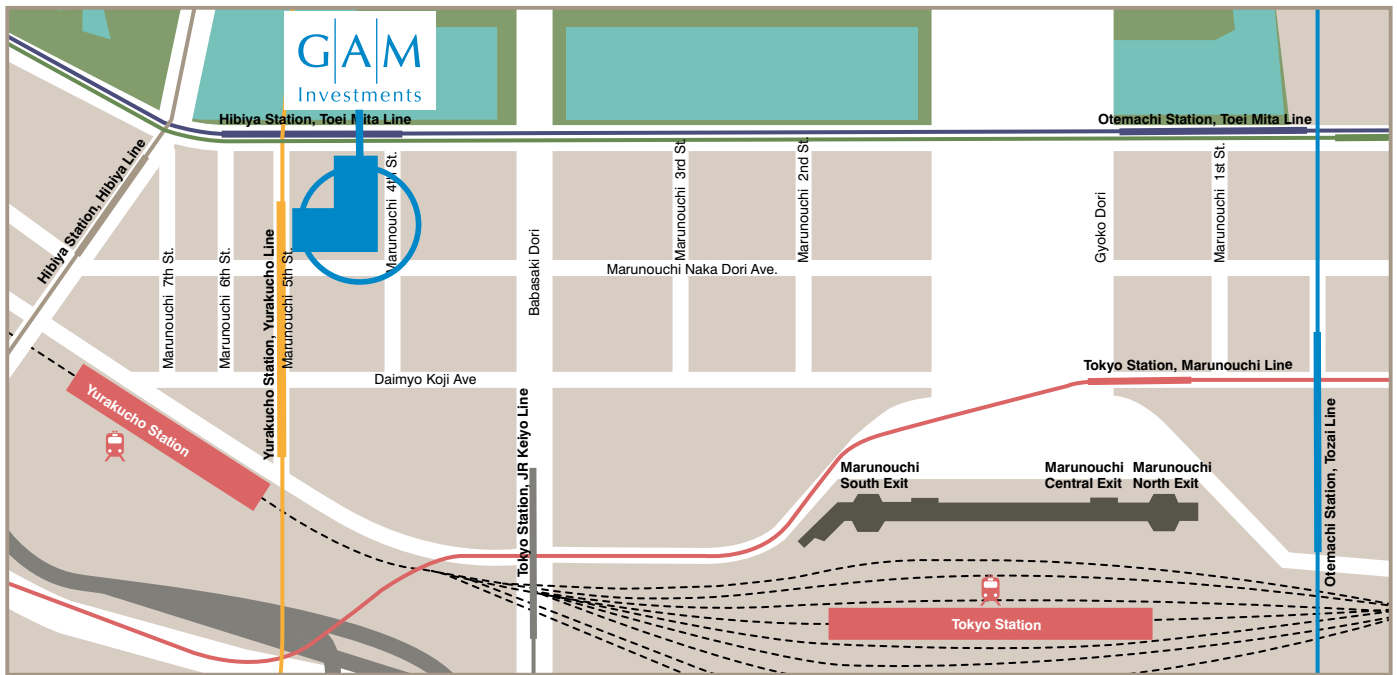 G|A|M
Investments
Hibiya Station, Toei Mita Line
Otemachi Station, Toei Mita Line
Hibiya Station, Hibiya Line
Marunouchi 7th St.
Marunouchi 6th St.
Yurakucho Station, Yurakucho Line
Marunouchi 5th St.
Marunouchi 4th St.
Babasaki Dori
Marunouchi 3rd St.
Marunouchi 2nd St.
Gyoko Dori
Marunouchi 1st St.
Marunouchi Naka Dori Ave.
Daimyo Koji Ave
Tokyo Station, Marunouchi Line
Yurakucho Station
Tokyo Station, JR Keiyo Line
Marunouchi
South Exit
Marunouchi
Central Exit
Marunouchi
North Exit
Otemachi Station, Tozai Line
Tokyo Station